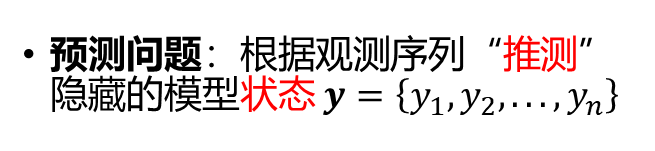 • 预测问题：根据观测序列“推测”
隐藏的模型状态 y = {y₁, y₂, . . . , yₙ}